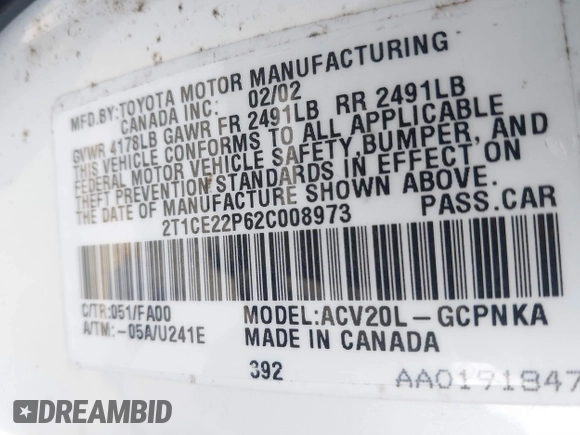 MFD.BY:TOYOTA MOTOR MANUFACTURING
CANADA INC: 02/02
GVWR 4178LB GAWR FR 2491LB RR 2491LB
THIS VEHICLE CONFORMS TO ALL APPLICABLE
FEDERAL MOTOR VEHICLE SAFETY,BUMPER, AND
THEFT PREVENTION STANDARDS IN EFFECT ON
THE DATE OF MANUFACTURE SHOWN ABOVE.
2T1CE22P62C008973 PASS.CAR
C/TR:051/FA00 MODEL:ACV20L-GCPNKA
A/TM:-05A/U241E MADE IN CANADA
392 AA0191847
DREAMBID